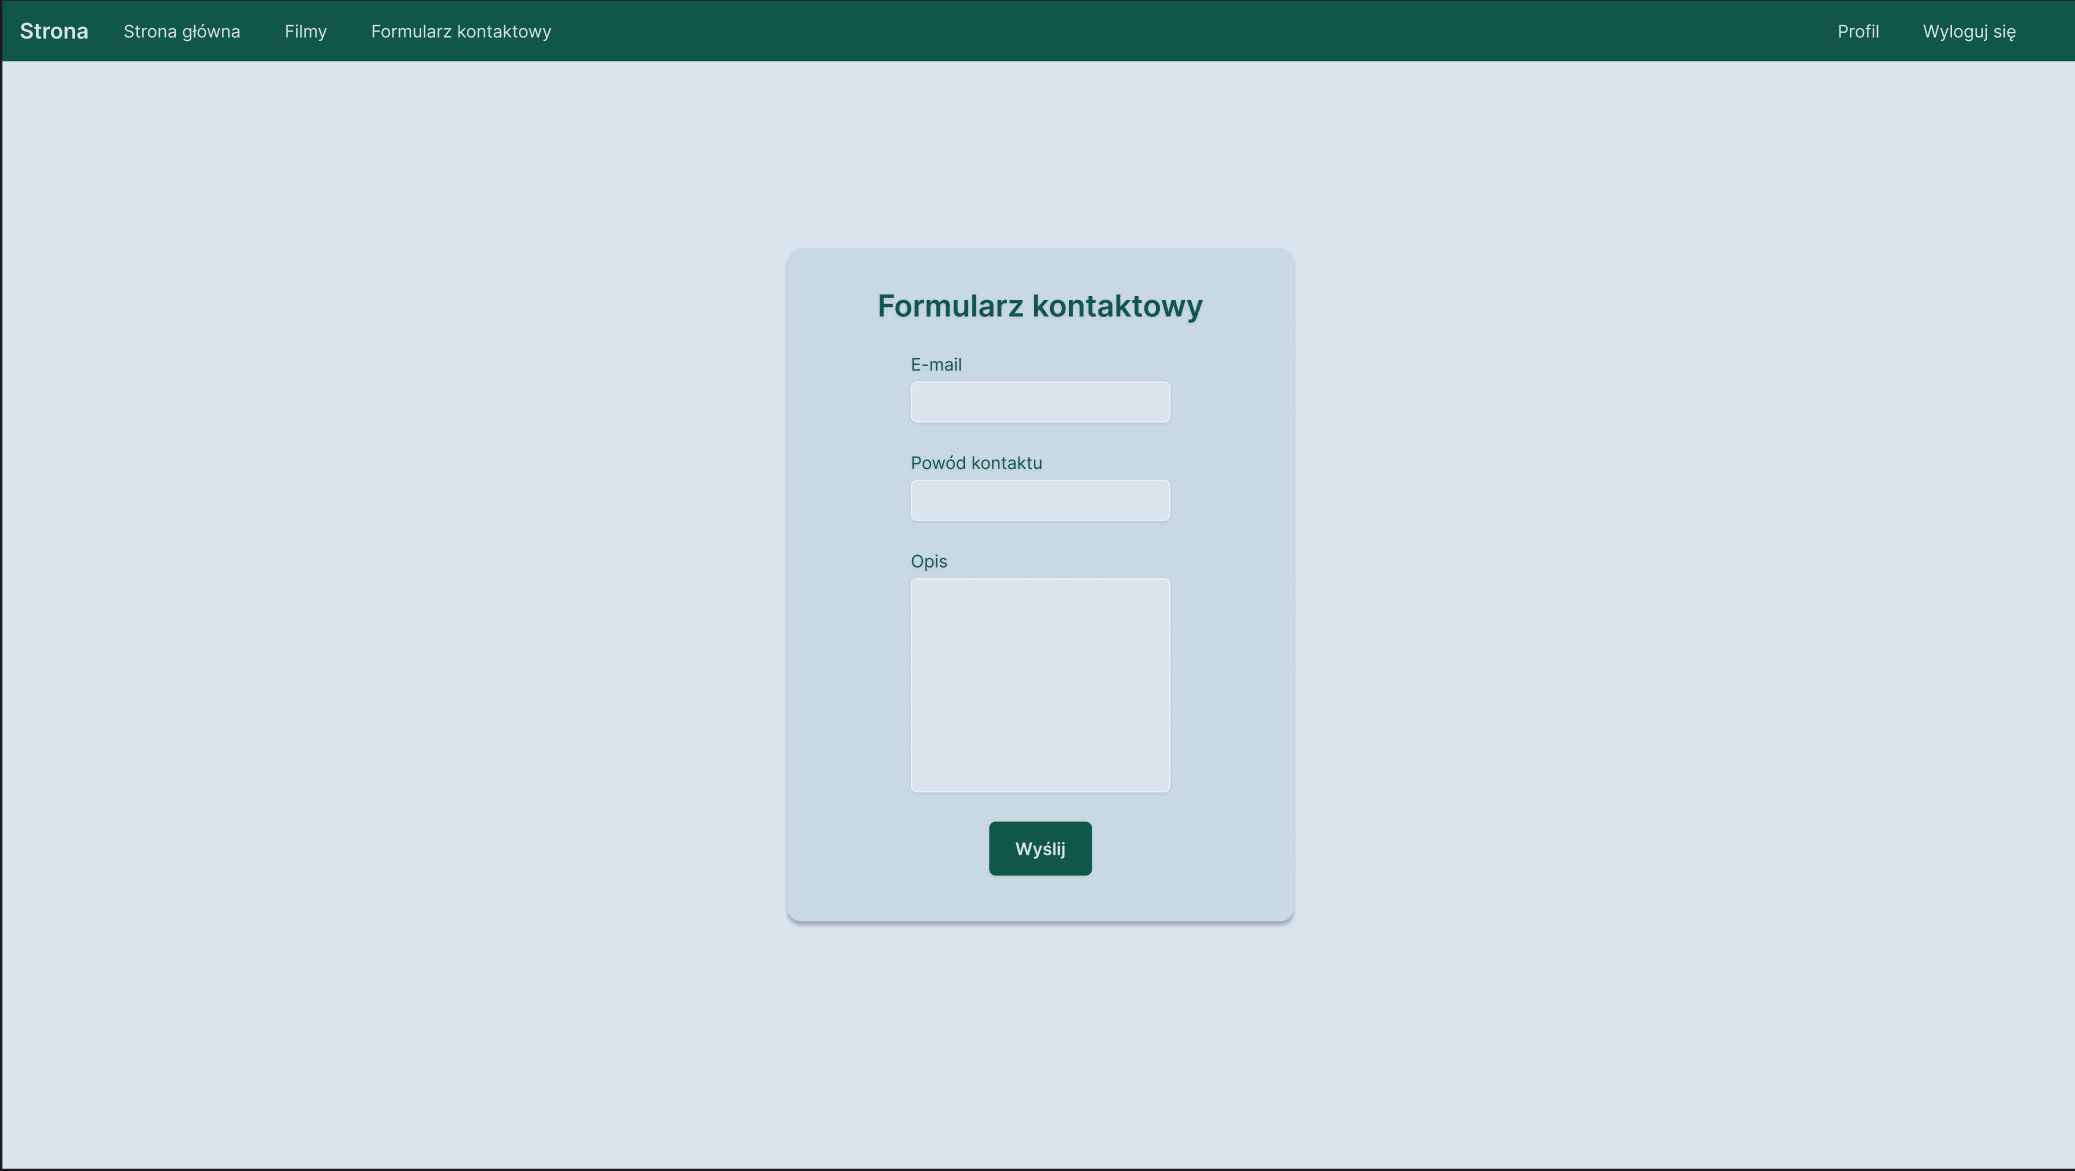 Strona Strona główna Filmy Formularz kontaktowy Profil Wyloguj się
Formularz kontaktowy
E-mail
Powód kontaktu
Opis
Wyślij